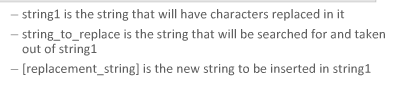 – string1 is the string that will have characters replaced in it
– string_to_replace is the string that will be searched for and taken
out of string1
– [replacement_string] is the new string to be inserted in string1